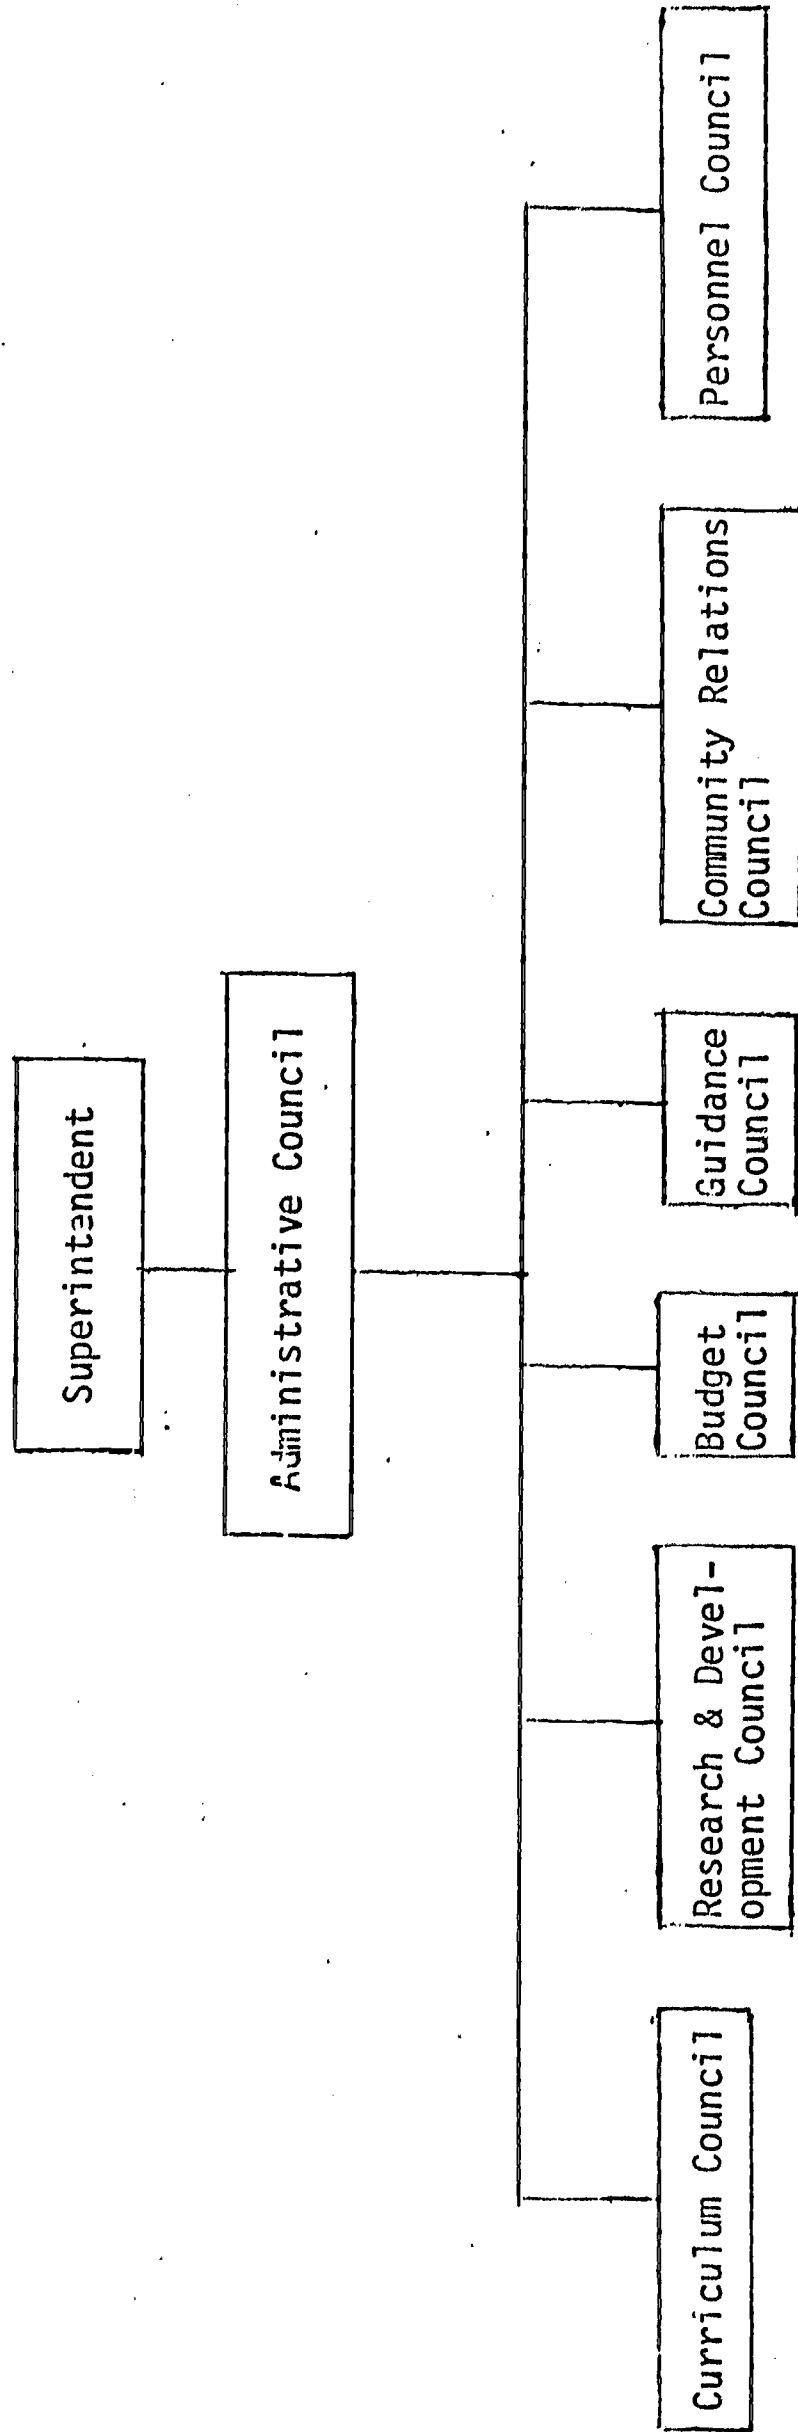 Superintendent
Administrative Council
Curriculum Council
Research & Devel-
opment Council
Budget
Council
Guidance
Council
Community Relations
Council
Personnel Council